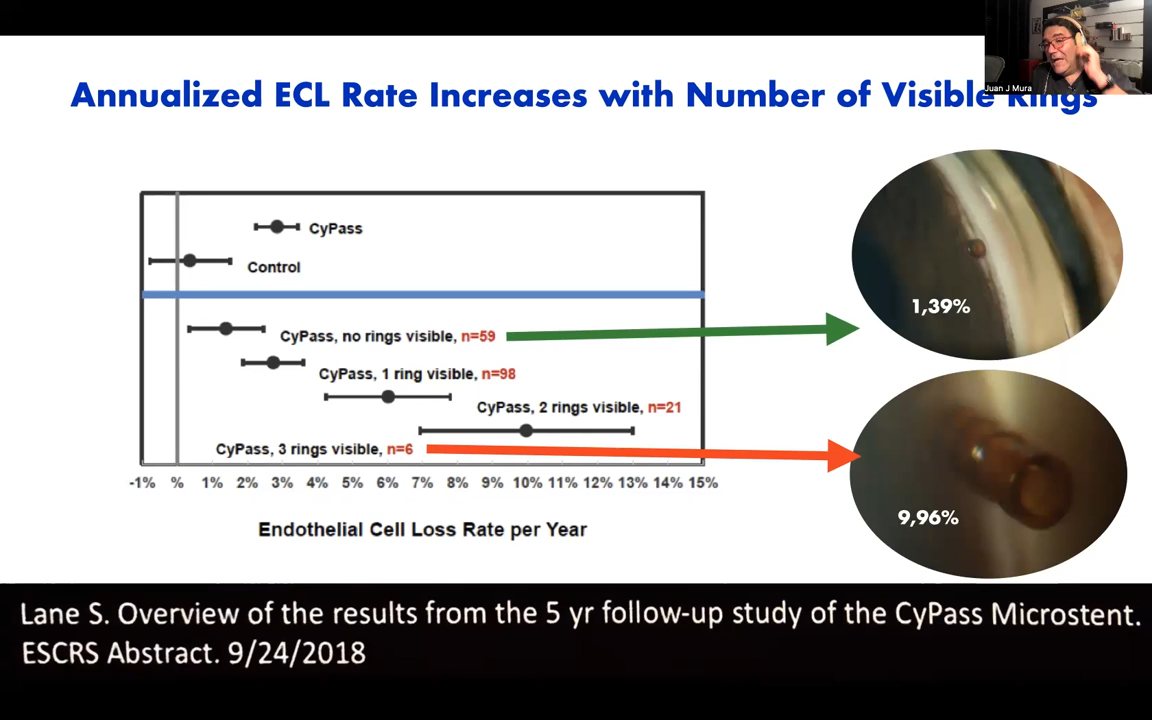 Annualized ECL Rate Increases with Number of Visible Rings
Juan J Mura
CyPass
Control
CyPass, no rings visible, n=59
CyPass, 1 ring visible, n=98
CyPass, 2 rings visible, n=21
CyPass, 3 rings visible, n=6
-1% % 1% 2% 3% 4% 5% 6% 7% 8% 9% 10% 11% 12% 13% 14% 15%
Endothelial Cell Loss Rate per Year
1,39%
9,96%
Lane S. Overview of the results from the 5 yr follow-up study of the CyPass Microstent.
ESCRS Abstract. 9/24/2018